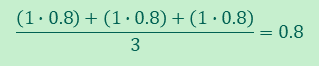 (1·0.8) + (1·0.8) + (1·0.8)
3
= 0.8